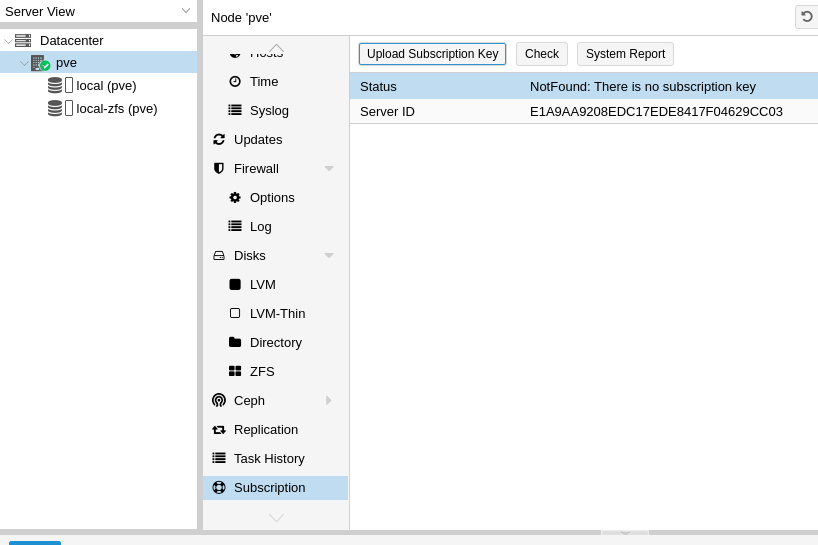 Server View
Datacenter
pve
local (pve)
local-zfs (pve)
Node 'pve'
Hosts
Time
Syslog
Updates
Firewall
Options
Log
Disks
LVM
LVM-Thin
Directory
ZFS
Ceph
Replication
Task History
Subscription
Upload Subscription Key
Check
System Report
Status NotFound: There is no subscription key
Server ID E1A9AA9208EDC17EDE8417F04629CC03